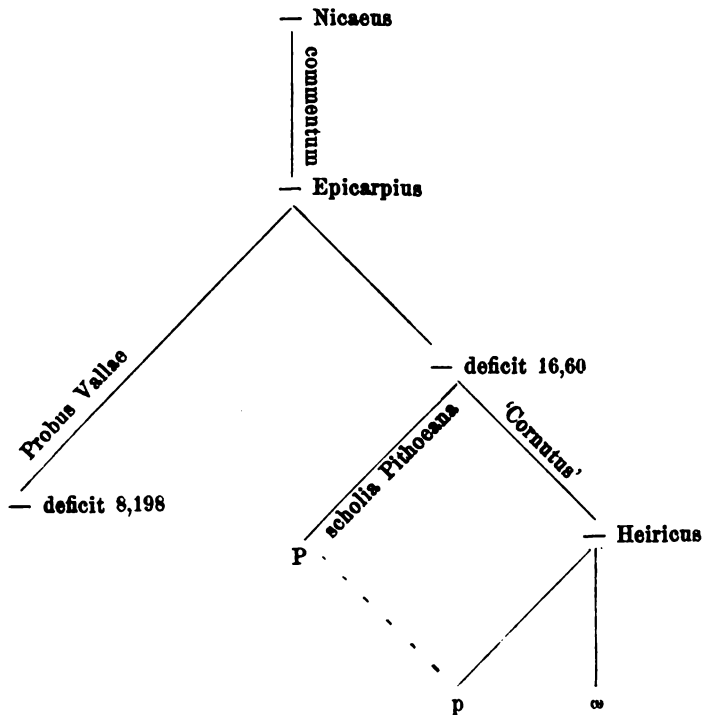 — Nicaeus
commentum
— Epicarpius
Probus Vallae
— deficit 16,60
scholia Pithoeana
'Cornutus'
— deficit 8,198
— Heiricus
P
p
ω